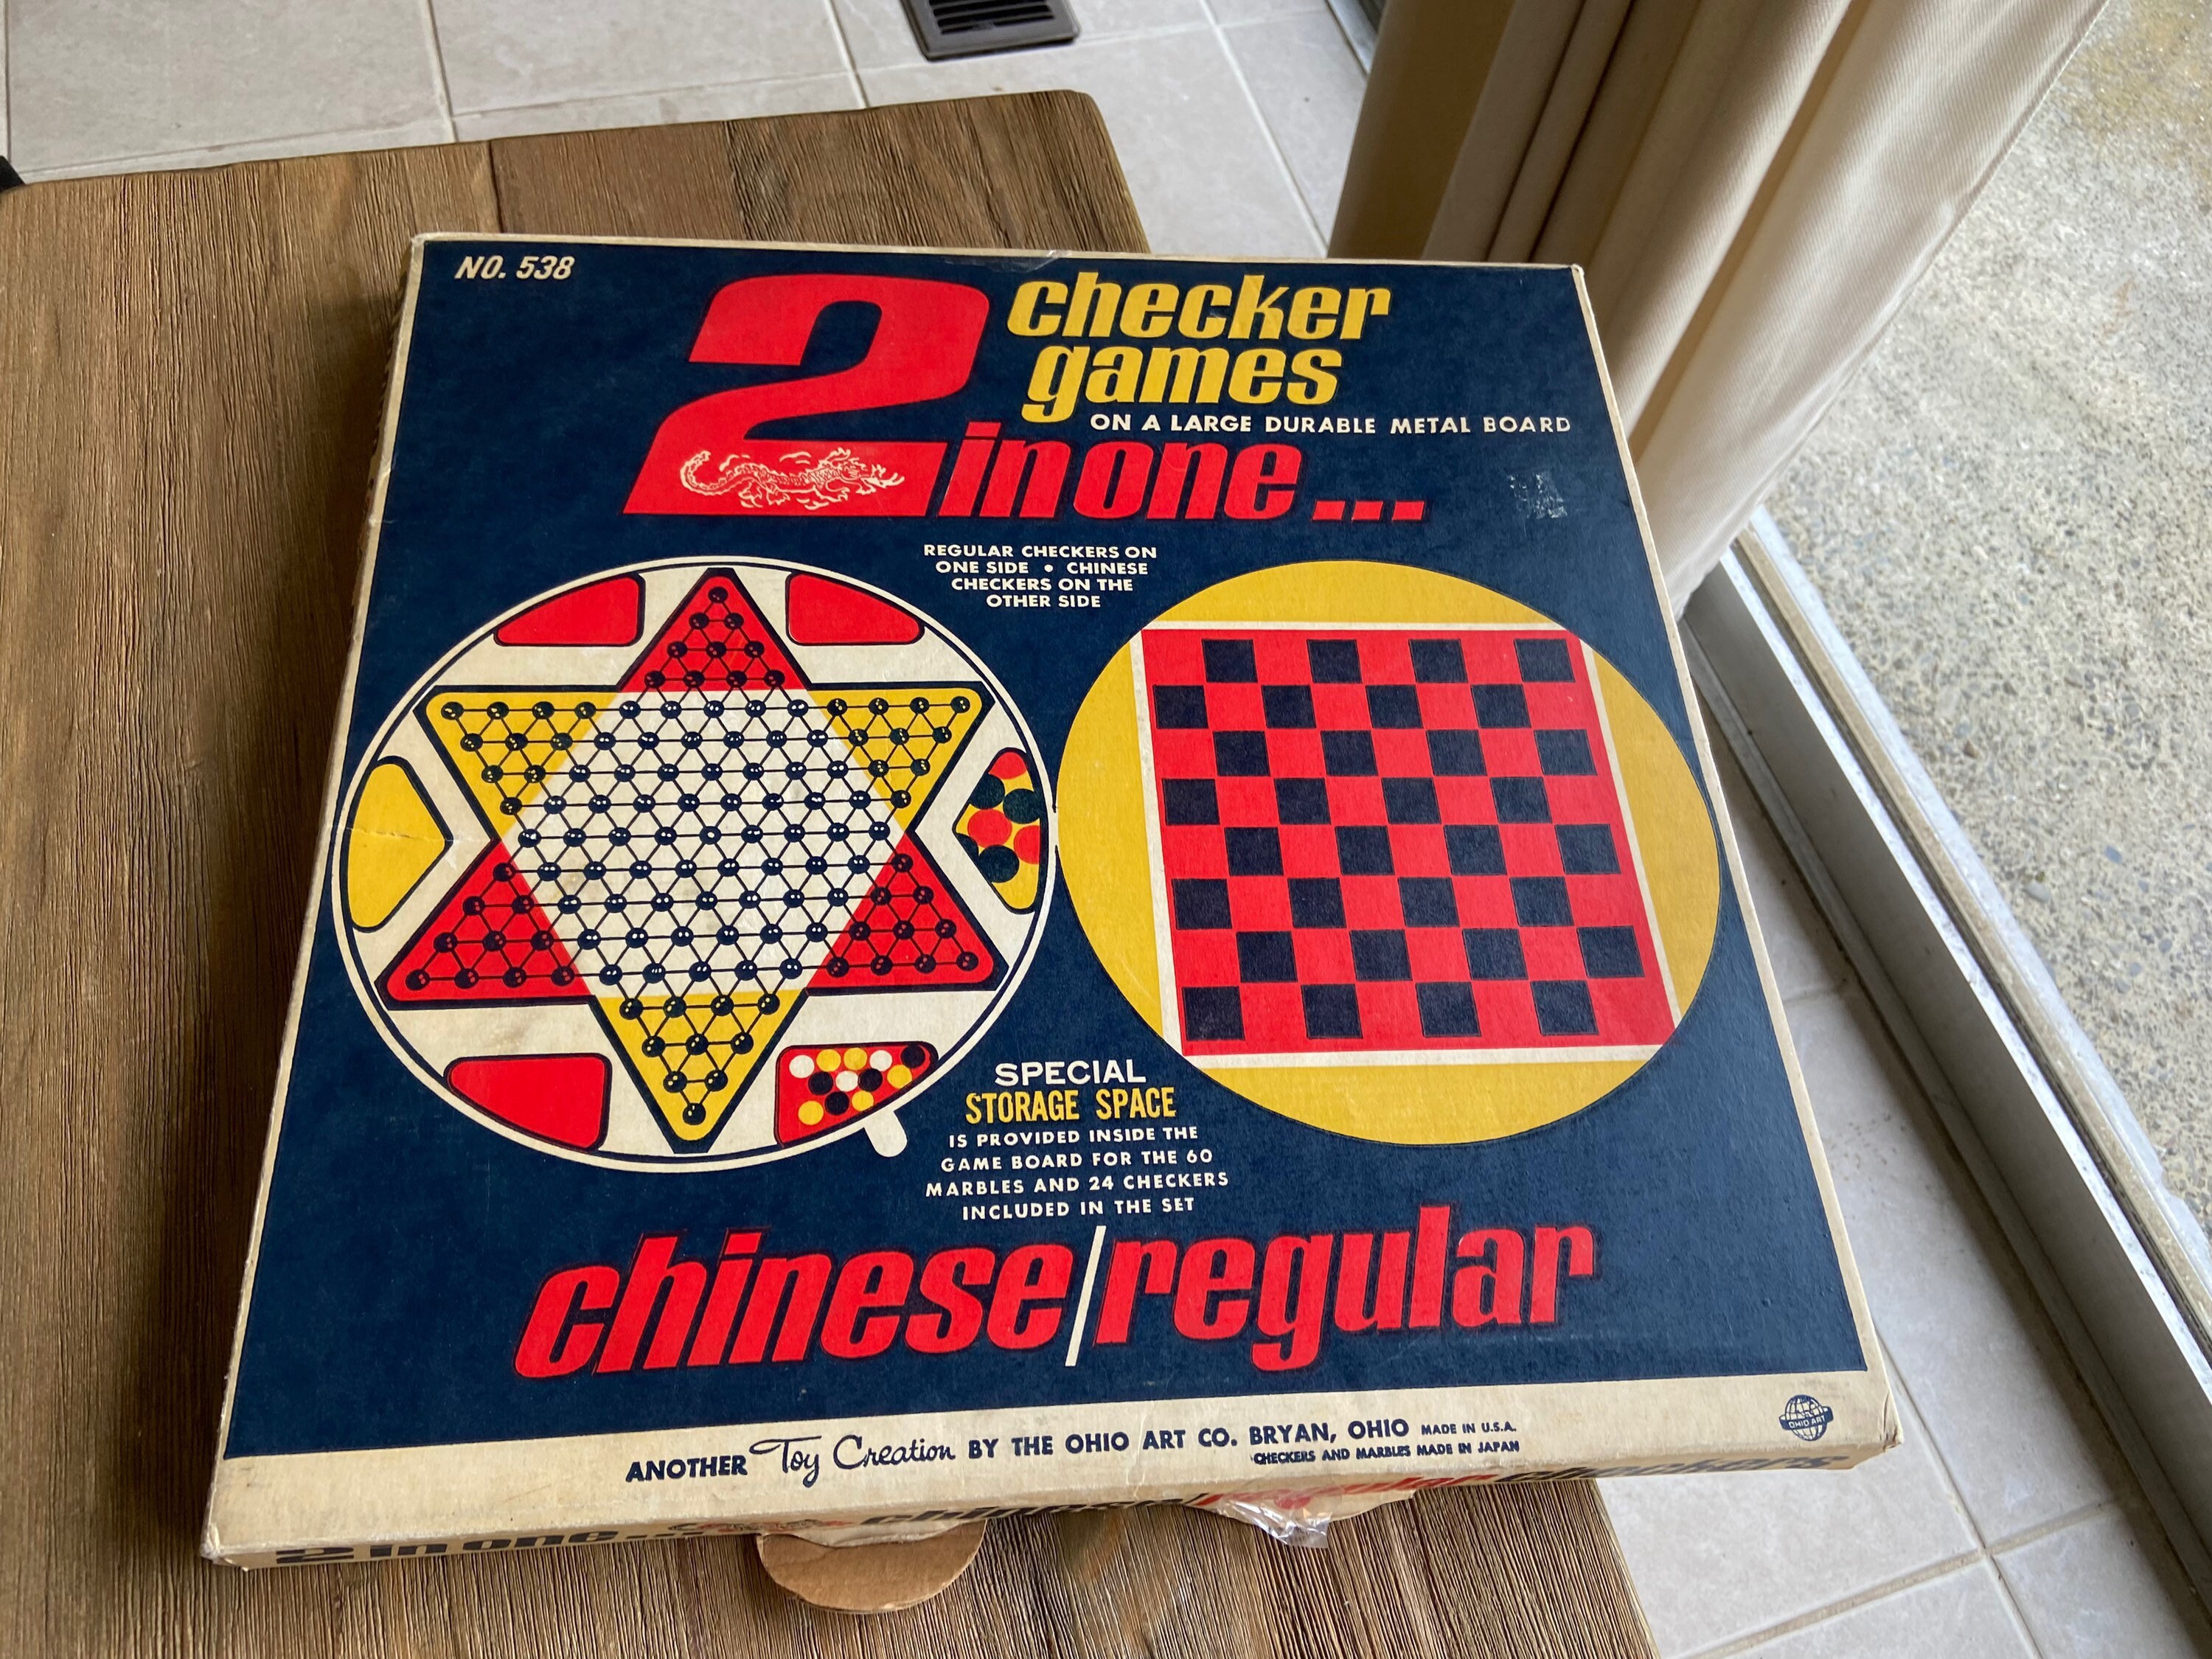 NO. 538
2
checker
games
ON A LARGE DURABLE METAL BOARD
in one...
REGULAR CHECKERS ON
ONE SIDE • CHINESE
CHECKERS ON THE
OTHER SIDE
SPECIAL
STORAGE SPACE
IS PROVIDED INSIDE THE
GAME BOARD FOR THE 60
MARBLES AND 24 CHECKERS
INCLUDED IN THE SET
chinese/regular
ANOTHER Toy Creation BY THE OHIO ART CO. BRYAN, OHIO MADE IN U.S.A.
CHECKERS AND MARBLES MADE IN JAPAN
OHIO ART
2 in one...
checkers